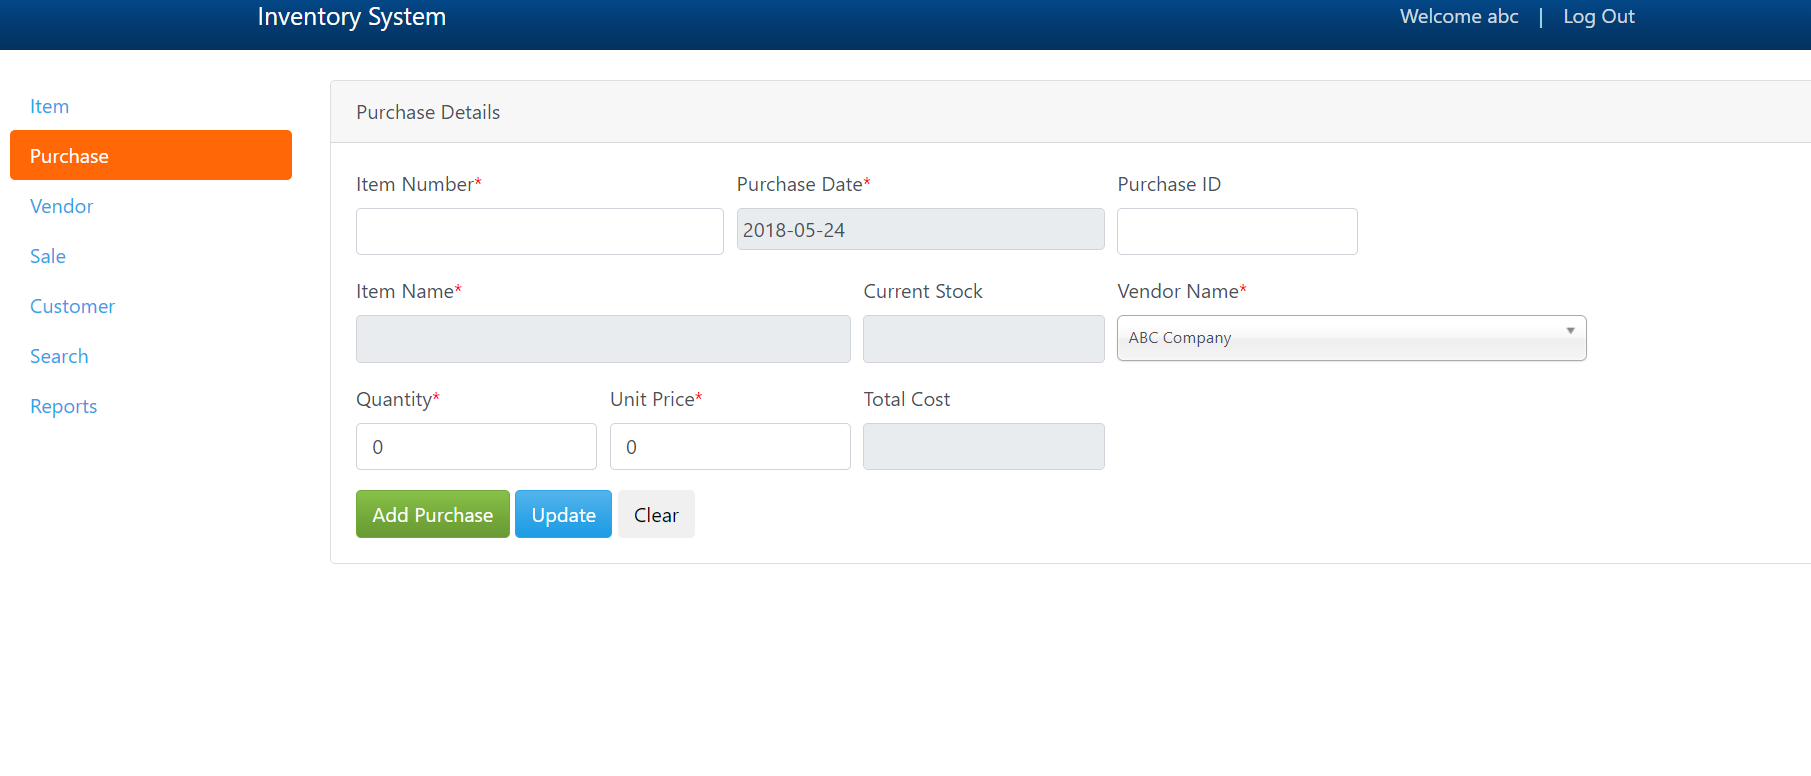 Inventory System
Welcome abc | Log Out
Item
Purchase
Vendor
Sale
Customer
Search
Reports
Purchase Details
Item Number* Purchase Date* Purchase ID
2018-05-24
Item Name* Current Stock Vendor Name*
ABC Company
Quantity* Unit Price* Total Cost
0 0
Add Purchase Update Clear